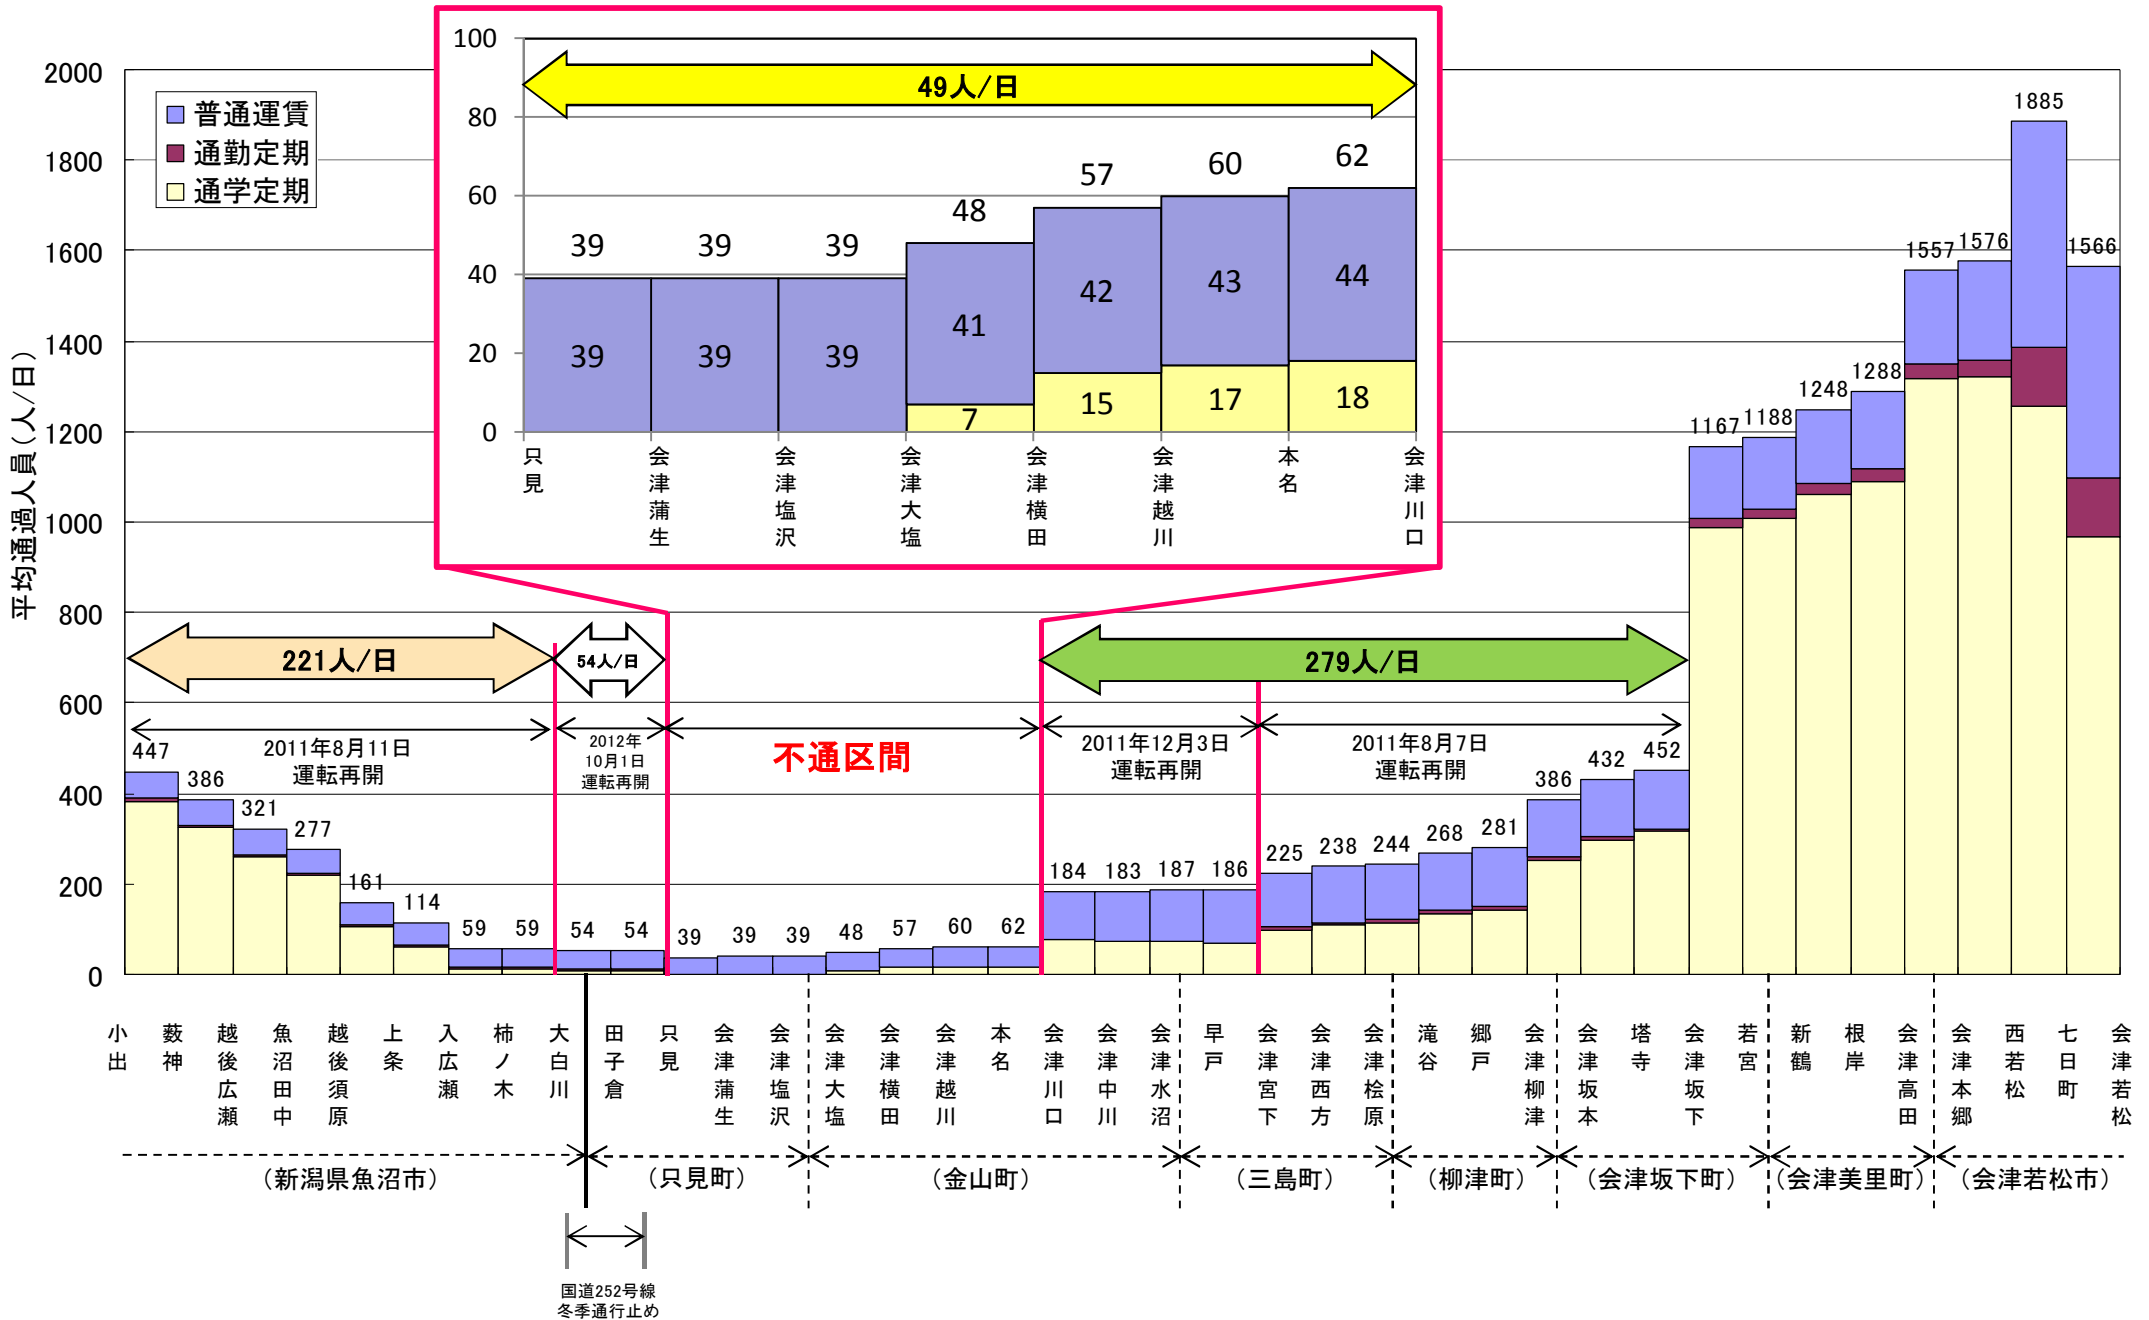 100
80
60
40
20
0
49人/日
39
39
39
48
57
60
62
39
39
39
41
42
43
44
7
15
17
18
只見
会津蒲生
会津塩沢
会津大塩
会津横田
会津越川
本名
会津川口
平均通過人員(人/日)
2000
1800
1600
1400
1200
1000
800
600
400
200
0
普通運賃
通勤定期
通学定期
221人/日
54人/日
279人/日
2011年8月11日
運転再開
2012年
10月1日
運転再開
不通区間
2011年12月3日
運転再開
2011年8月7日
運転再開
447
386
321
277
161
114
59
59
54
54
39
39
39
48
57
60
62
184
183
187
186
225
238
244
268
281
386
432
452
1167
1188
1248
1288
1557
1576
1885
1566
小出
薮神
越後広瀬
魚沼田中
越後須原
上条
入広瀬
柿ノ木
大白川
田子倉
只見
会津蒲生
会津塩沢
会津大塩
会津横田
会津越川
本名
会津川口
会津中川
会津水沼
早戸
会津宮下
会津西方
会津桧原
滝谷
郷戸
会津柳津
会津坂本
塔寺
会津坂下
若宮
新鶴
根岸
会津高田
会津本郷
西若松
七日町
会津若松
(新潟県魚沼市)
(只見町)
(金山町)
(三島町)
(柳津町)
(会津坂下町)
(会津美里町)
(会津若松市)
国道252号線
冬季通行止め